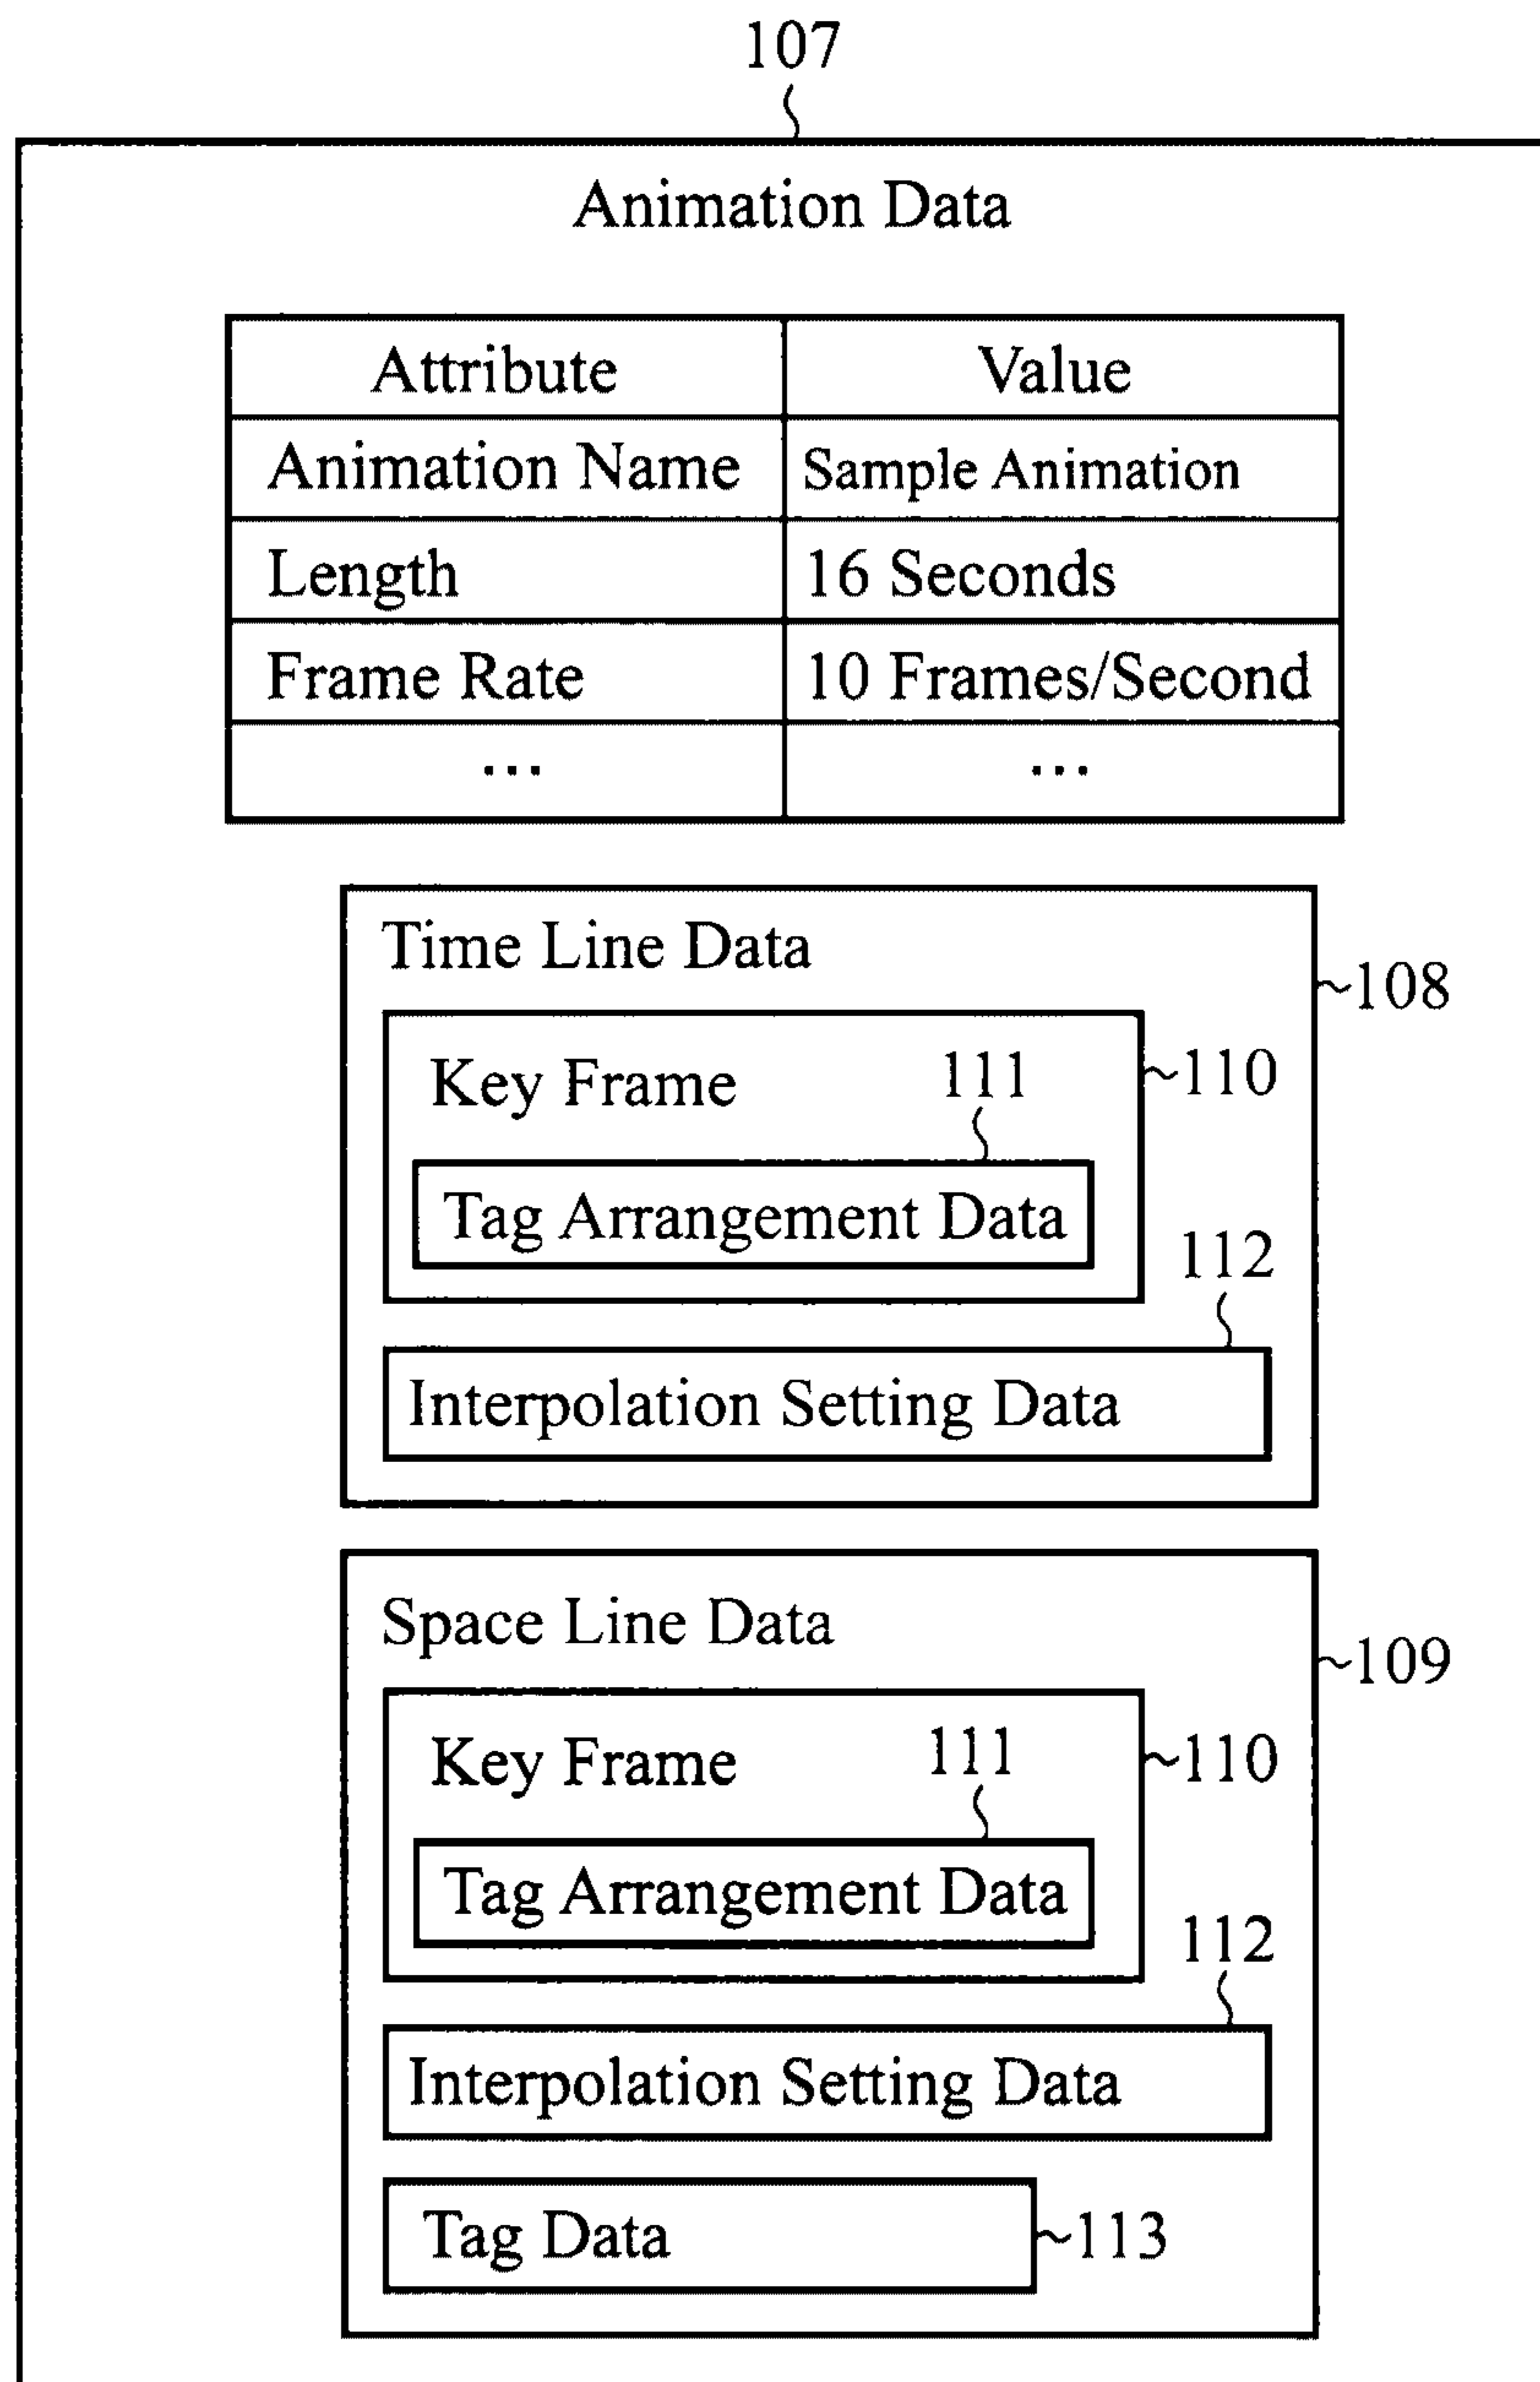 107
Animation Data
Attribute Value
Animation Name Sample Animation
Length 16 Seconds
Frame Rate 10 Frames/Second
... ...
Time Line Data
108
Key Frame
111
110
Tag Arrangement Data
112
Interpolation Setting Data
Space Line Data
109
Key Frame
111
110
Tag Arrangement Data
112
Interpolation Setting Data
Tag Data
113